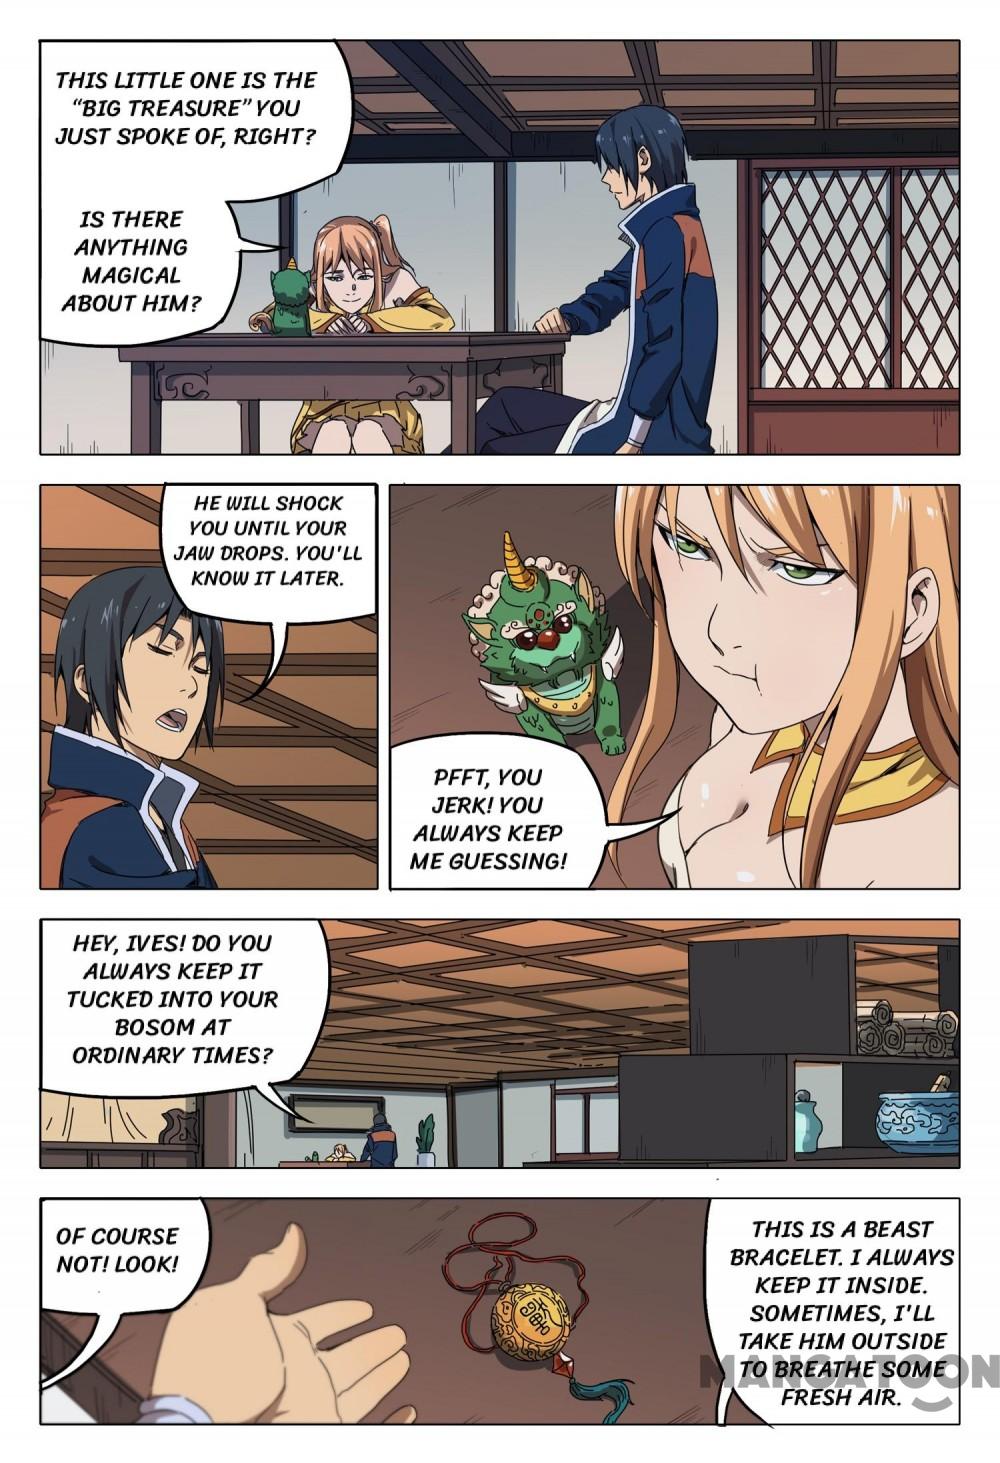 THIS LITTLE ONE IS THE
“BIG TREASURE” YOU
JUST SPOKE OF, RIGHT?
IS THERE
ANYTHING
MAGICAL
ABOUT HIM?
HE WILL SHOCK
YOU UNTIL YOUR
JAW DROPS. YOU'LL
KNOW IT LATER.
PFFT, YOU
JERK! YOU
ALWAYS KEEP
ME GUESSING!
HEY, IVES! DO YOU
ALWAYS KEEP IT
TUCKED INTO YOUR
BOSOM AT
ORDINARY TIMES?
OF COURSE
NOT! LOOK!
THIS IS A BEAST
BRACELET. I ALWAYS
KEEP IT INSIDE.
SOMETIMES, I'LL
TAKE HIM OUTSIDE
TO BREATHE SOME
FRESH AIR.
MANGATOON